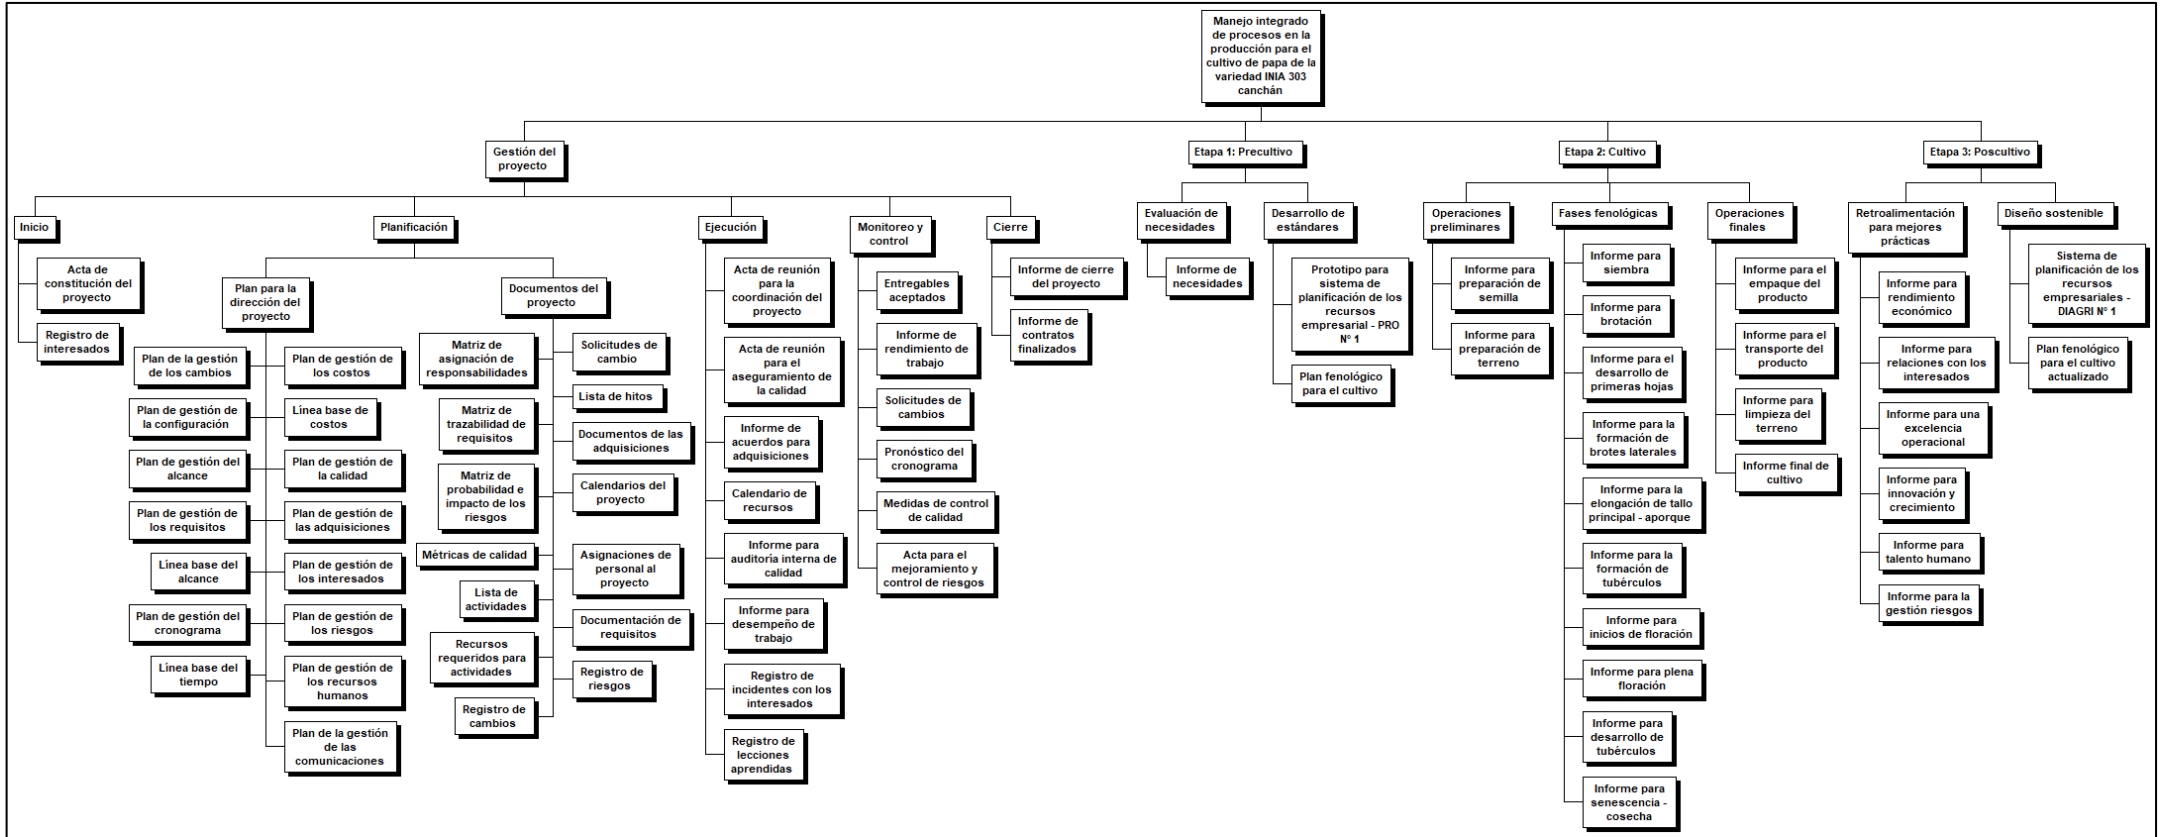 Manejo integrado
de procesos en la
producción para el
cultivo de papa de la
variedad INIA 303
canchán
Gestión del
proyecto
Etapa 1: Precultivo
Etapa 2: Cultivo
Etapa 3: Poscultivo
Inicio
Acta de
constitución del
proyecto
Registro de
interesados
Planificación
Plan para la
dirección del
proyecto
Plan de la gestión
de los cambios
Plan de gestión de
los costos
Plan de gestión de
la configuración
Línea base de
costos
Plan de gestión del
alcance
Plan de gestión de
la calidad
Plan de gestión de
los requisitos
Plan de gestión de
las adquisiciones
Línea base del
alcance
Plan de gestión de
los interesados
Plan de gestión del
cronograma
Plan de gestión de
los riesgos
Línea base del
tiempo
Plan de gestión de
los recursos
humanos
Plan de la gestión
de las
comunicaciones
Documentos del
proyecto
Matriz de
asignación de
responsabilidades
Solicitudes de
cambio
Lista de hitos
Matriz de
trazabilidad de
requisitos
Documentos de las
adquisiciones
Matriz de
probabilidad e
impacto de los
riesgos
Calendarios del
proyecto
Métricas de calidad
Asignaciones de
personal al
proyecto
Lista de
actividades
Documentación de
requisitos
Recursos
requeridos para
actividades
Registro de
riesgos
Registro de
cambios
Ejecución
Acta de reunión
para la
coordinación del
proyecto
Acta de reunión
para el
aseguramiento de
la calidad
Informe de
acuerdos para
adquisiciones
Calendario de
recursos
Informe para
auditoría interna de
calidad
Informe para
desempeño de
trabajo
Registro de
incidentes con los
interesados
Registro de
lecciones
aprendidas
Monitoreo y
control
Entregables
aceptados
Informe de
rendimiento de
trabajo
Solicitudes de
cambios
Pronóstico del
cronograma
Medidas de control
de calidad
Acta para el
mejoramiento y
control de riesgos
Cierre
Informe de cierre
del proyecto
Informe de
contratos
finalizados
Evaluación de
necesidades
Informe de
necesidades
Desarrollo de
estándares
Prototipo para
sistema de
planificación de los
recursos
empresarial - PRO
N° 1
Plan fenológico
para el cultivo
Operaciones
preliminares
Informe para
preparación de
semilla
Informe para
preparación de
terreno
Fases fenológicas
Informe para
siembra
Informe para
brotación
Informe para el
desarrollo de
primeras hojas
Informe para la
formación de
brotes laterales
Informe para la
elongación de tallo
principal - aporque
Informe para la
formación de
tubérculos
Informe para
inicios de floración
Informe para plena
floración
Informe para
desarrollo de
tubérculos
Informe para
senescencia -
cosecha
Operaciones
finales
Informe para el
empaque del
producto
Informe para el
transporte del
producto
Informe para
limpieza del
terreno
Informe final de
cultivo
Retroalimentación
para mejores
prácticas
Informe para
rendimiento
económico
Informe para
relaciones con los
interesados
Informe para una
excelencia
operacional
Informe para
innovación y
crecimiento
Informe para
talento humano
Informe para la
gestión riesgos
Diseño sostenible
Sistema de
planificación de los
recursos
empresariales -
DIAGRI N° 1
Plan fenológico
para el cultivo
actualizado